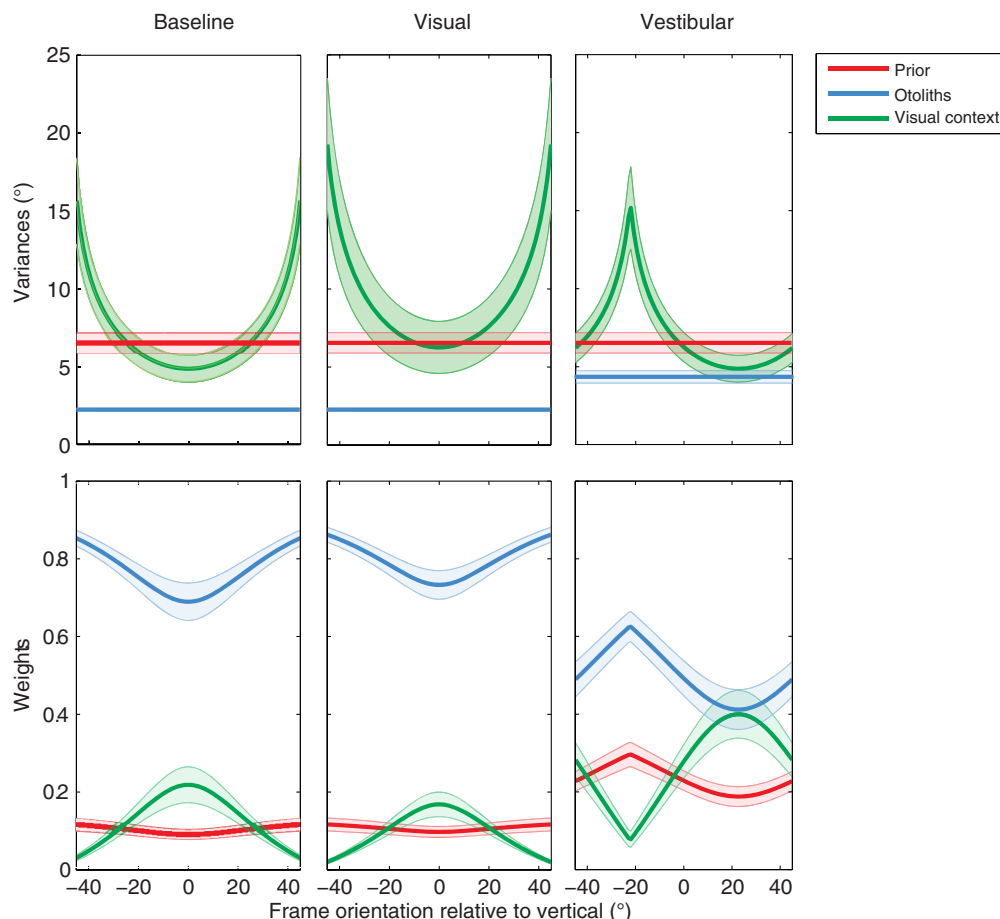 Baseline Visual Vestibular
Prior
Otoliths
Visual context
Variances (°)
25
20
15
10
5
0
Weights
1
0.8
0.6
0.4
0.2
0
−40 −20 0 20 40 −40 −20 0 20 40 −40 −20 0 20 40
Frame orientation relative to vertical (°)